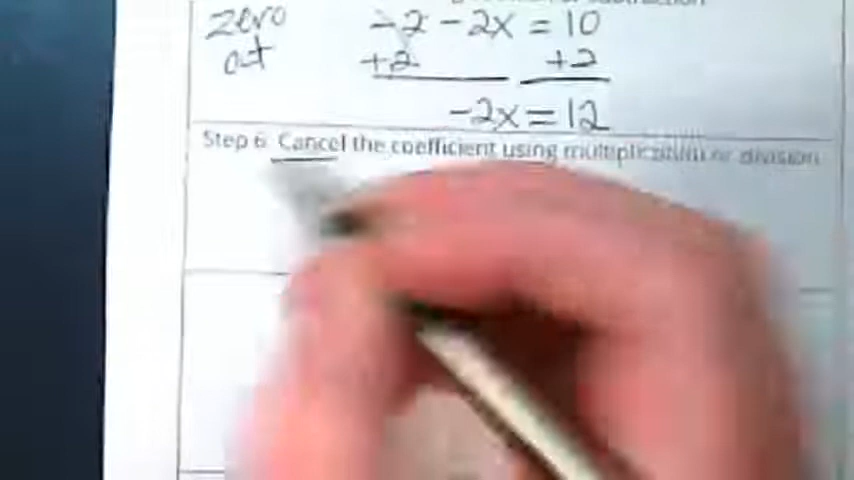 zero -2 - 2x = 10
out +2 +2
-2x = 12
Step 6: Cancel the coefficient using multiplication or division